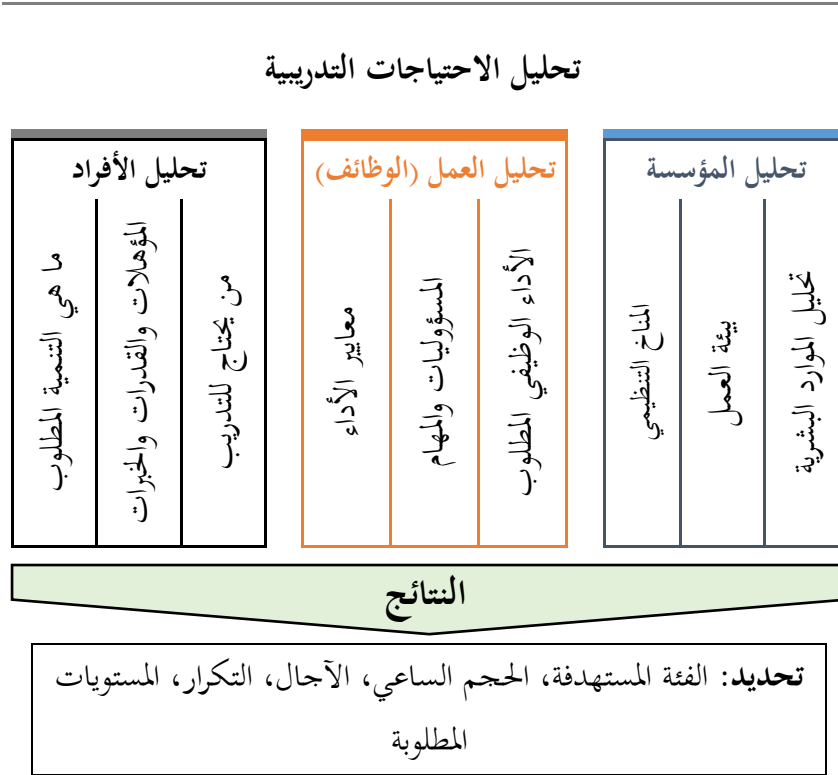 تحليل الاحتياجات التدريبية
تحليل المؤسسة
تحليل الموارد البشرية
بيئة العمل
المناخ التنظيمي
تحليل العمل (الوظائف)
الأداء الوظيفي المطلوب
المسؤوليات والمهام
معايير الأداء
تحليل الأفراد
من يحتاج للتدريب
المؤهلات والقدرات والخبرات
ما هي التنمية المطلوب
النتائج
تحديد: الفئة المستهدفة، الحجم الساعي، الآجال، التكرار، المستويات
المطلوبة